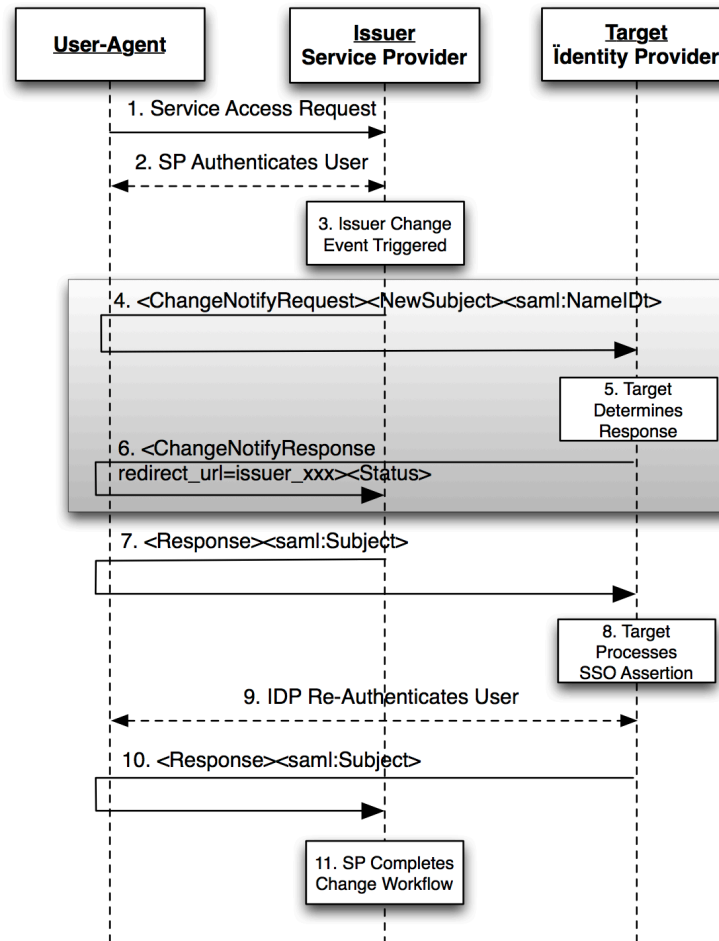 User-Agent
Issuer
Service Provider
Target
Ïdentity Provider
1. Service Access Request
2. SP Authenticates User
3. Issuer Change
Event Triggered
4. <ChangeNotifyRequest><NewSubject><saml:NameIDt>
5. Target
Determines
Response
6. <ChangeNotifyResponse
redirect_url=issuer_xxx><Status>
7. <Response><saml:Subject>
8. Target
Processes
SSO Assertion
9. IDP Re-Authenticates User
10. <Response><saml:Subject>
11. SP Completes
Change Workflow